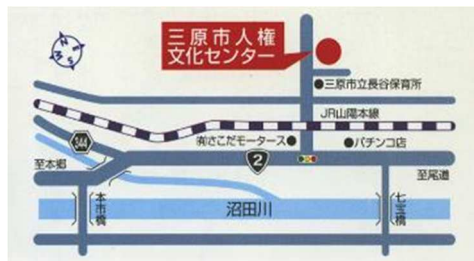 三原市人権
文化センター
●三原市立長谷保育所
JR山陽本線
㈲さこだモータース●
●パチンコ店
344
2
至本郷
至尾道
本市橋
沼田川
七宝橋
N
E
S
W